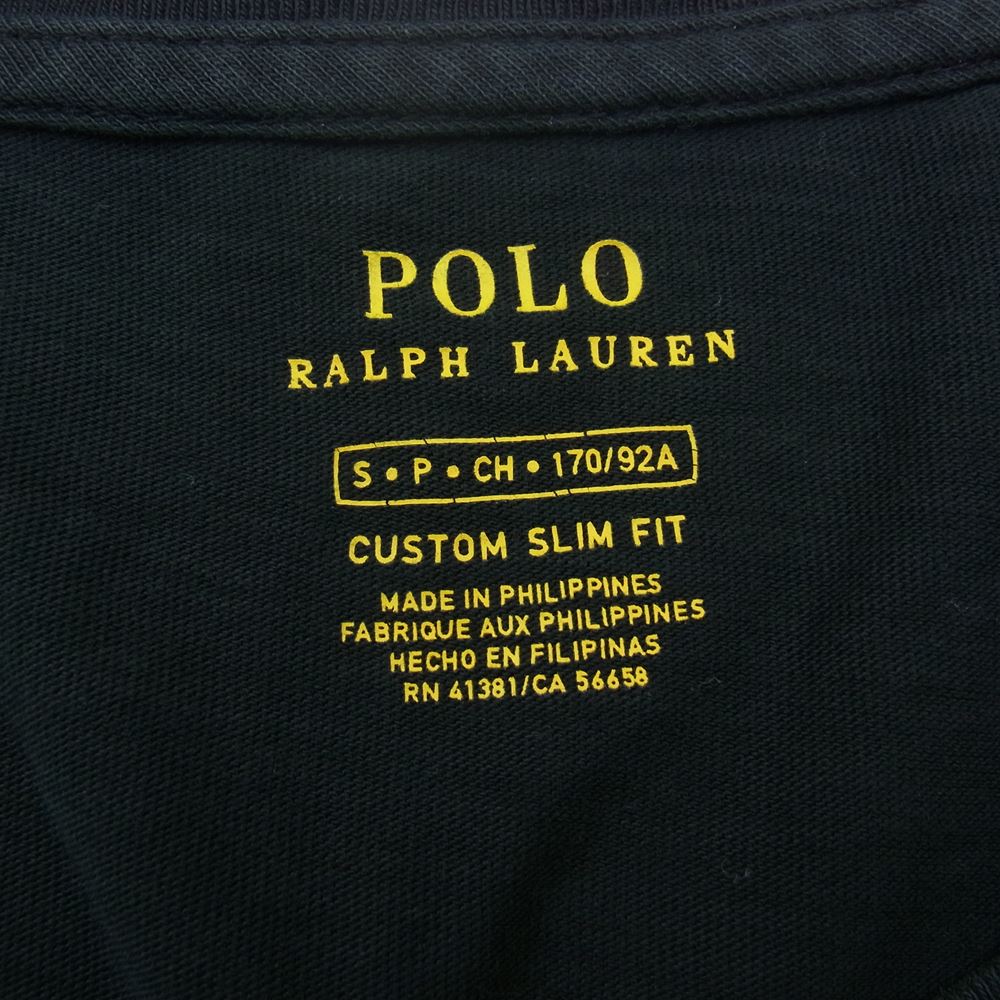 POLO
RALPH LAUREN
S • P • CH • 170/92A
CUSTOM SLIM FIT
MADE IN PHILIPPINES
FABRIQUE AUX PHILIPPINES
HECHO EN FILIPINAS
RN 41381/CA 56658